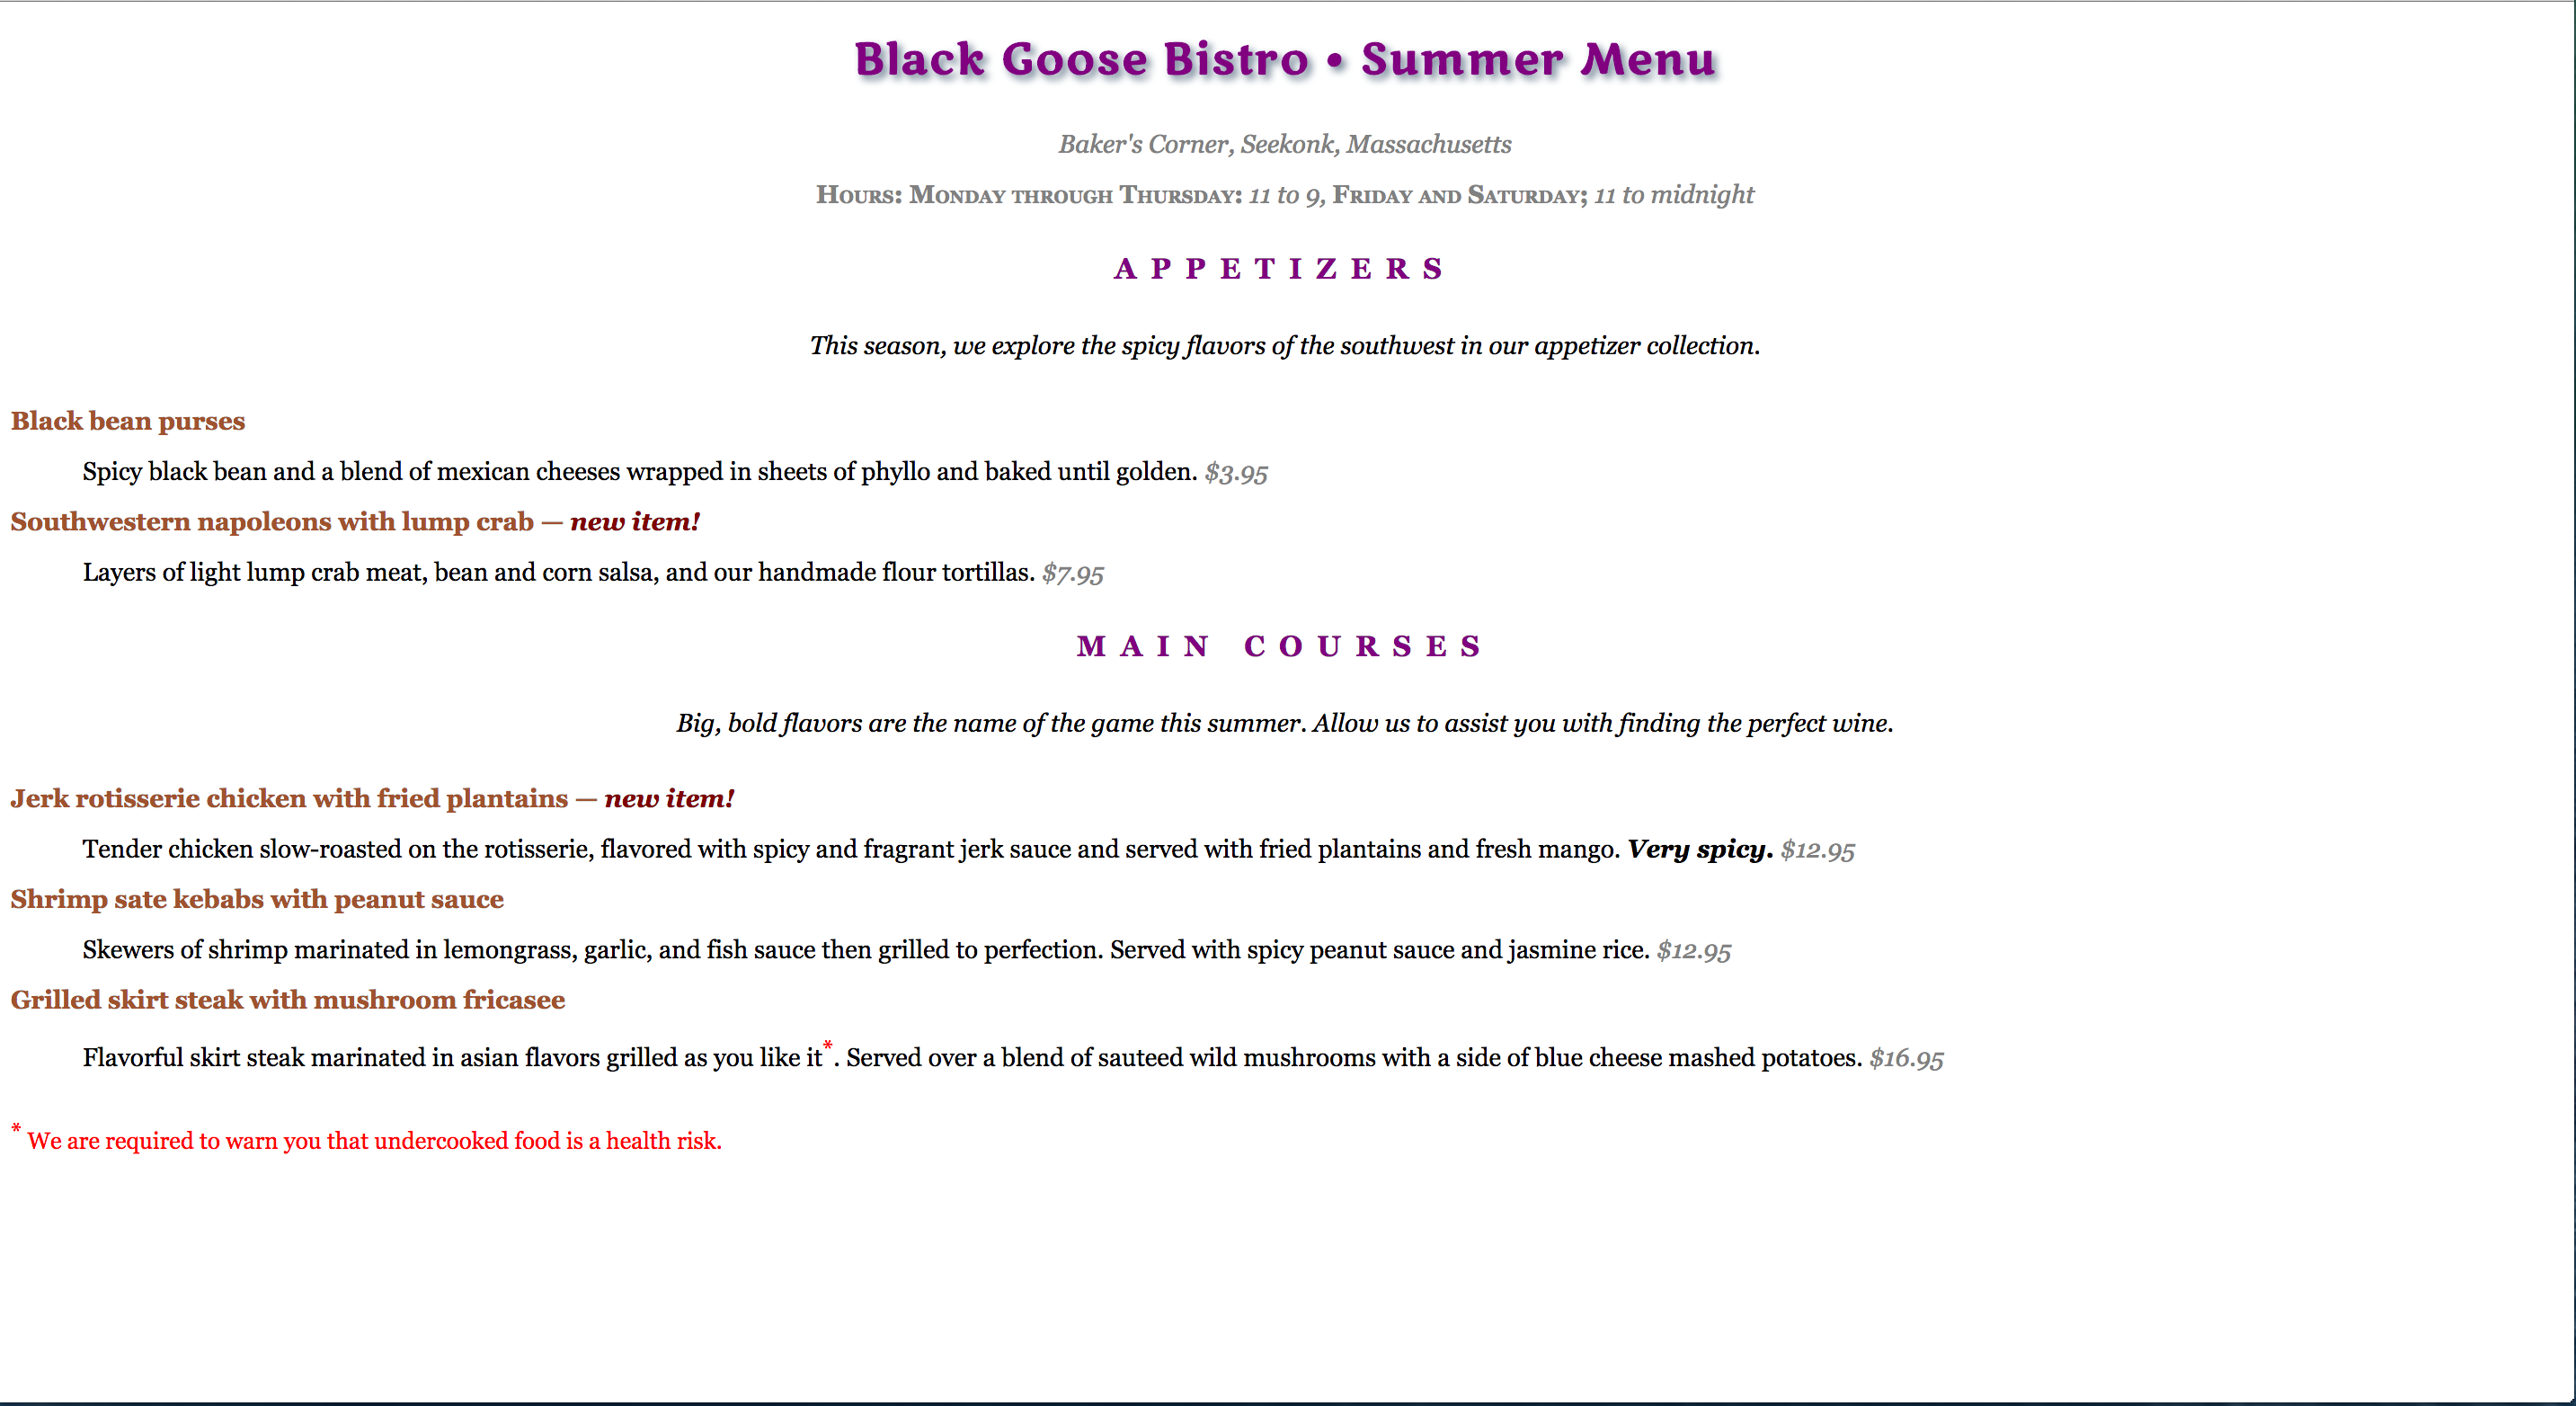 Black Goose Bistro • Summer Menu
Baker's Corner, Seekonk, Massachusetts
Hours: Monday through Thursday: 11 to 9, Friday and Saturday; 11 to midnight
APPETIZERS
This season, we explore the spicy flavors of the southwest in our appetizer collection.
Black bean purses
Spicy black bean and a blend of mexican cheeses wrapped in sheets of phyllo and baked until golden. $3.95
Southwestern napoleons with lump crab — new item!
Layers of light lump crab meat, bean and corn salsa, and our handmade flour tortillas. $7.95
MAIN COURSES
Big, bold flavors are the name of the game this summer. Allow us to assist you with finding the perfect wine.
Jerk rotisserie chicken with fried plantains — new item!
Tender chicken slow-roasted on the rotisserie, flavored with spicy and fragrant jerk sauce and served with fried plantains and fresh mango. Very spicy. $12.95
Shrimp sate kebabs with peanut sauce
Skewers of shrimp marinated in lemongrass, garlic, and fish sauce then grilled to perfection. Served with spicy peanut sauce and jasmine rice. $12.95
Grilled skirt steak with mushroom fricasee
Flavorful skirt steak marinated in asian flavors grilled as you like it*. Served over a blend of sauteed wild mushrooms with a side of blue cheese mashed potatoes. $16.95
* We are required to warn you that undercooked food is a health risk.